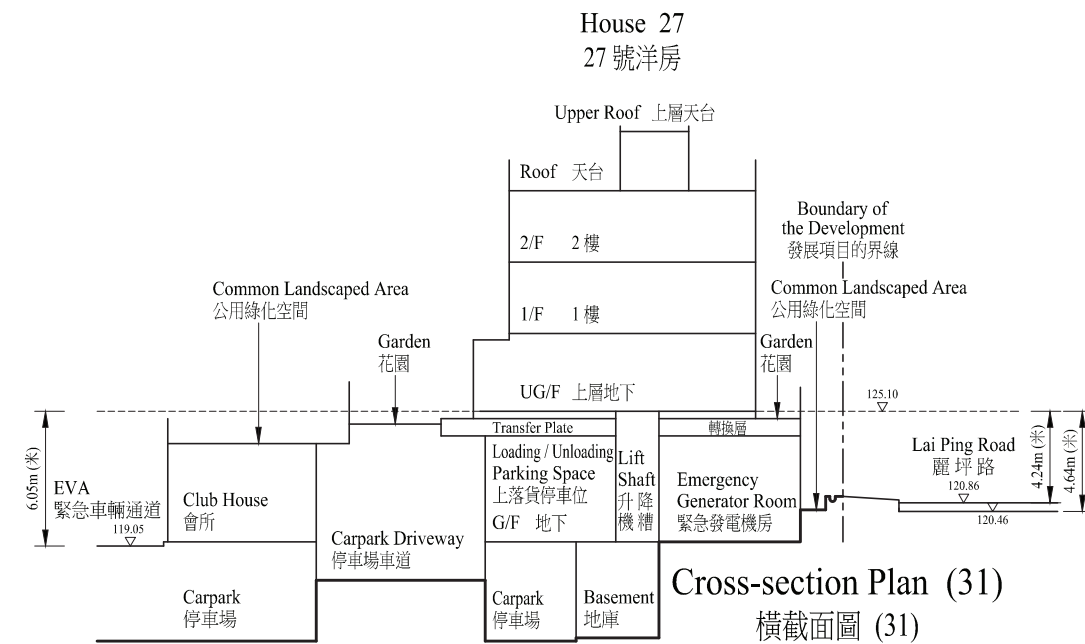 House 27
27 號洋房
Upper Roof 上層天台
Roof 天台
Boundary of
the Development
發展項目的界線
2/F 2 樓
Common Landscaped Area
公用綠化空間
Common Landscaped Area
公用綠化空間
1/F 1 樓
Garden
花園
Garden
花園
UG/F 上層地下
125.10
Transfer Plate
轉換層
6.05m (米)
EVA
緊急車輛通道
119.05
Club House
會所
Loading / Unloading
Parking Space
上落貨停車位
G/F 地下
Lift
Shaft
升降
機糟
Emergency
Generator Room
緊急發電機房
Lai Ping Road
麗坪路
120.86
120.46
4.24m (米)
4.64m (米)
Carpark Driveway
停車場車道
Carpark
停車場
Carpark
停車場
Basement
地庫
Cross-section Plan (31)
橫截面圖 (31)